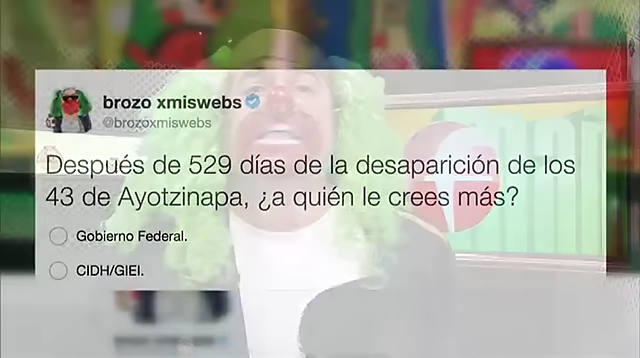 brozo xmiswebs
@brozoxmiswebs
Después de 529 días de la desaparición de los
43 de Ayotzinapa, ¿a quién le crees más?
Gobierno Federal.
CIDH/GIEI.